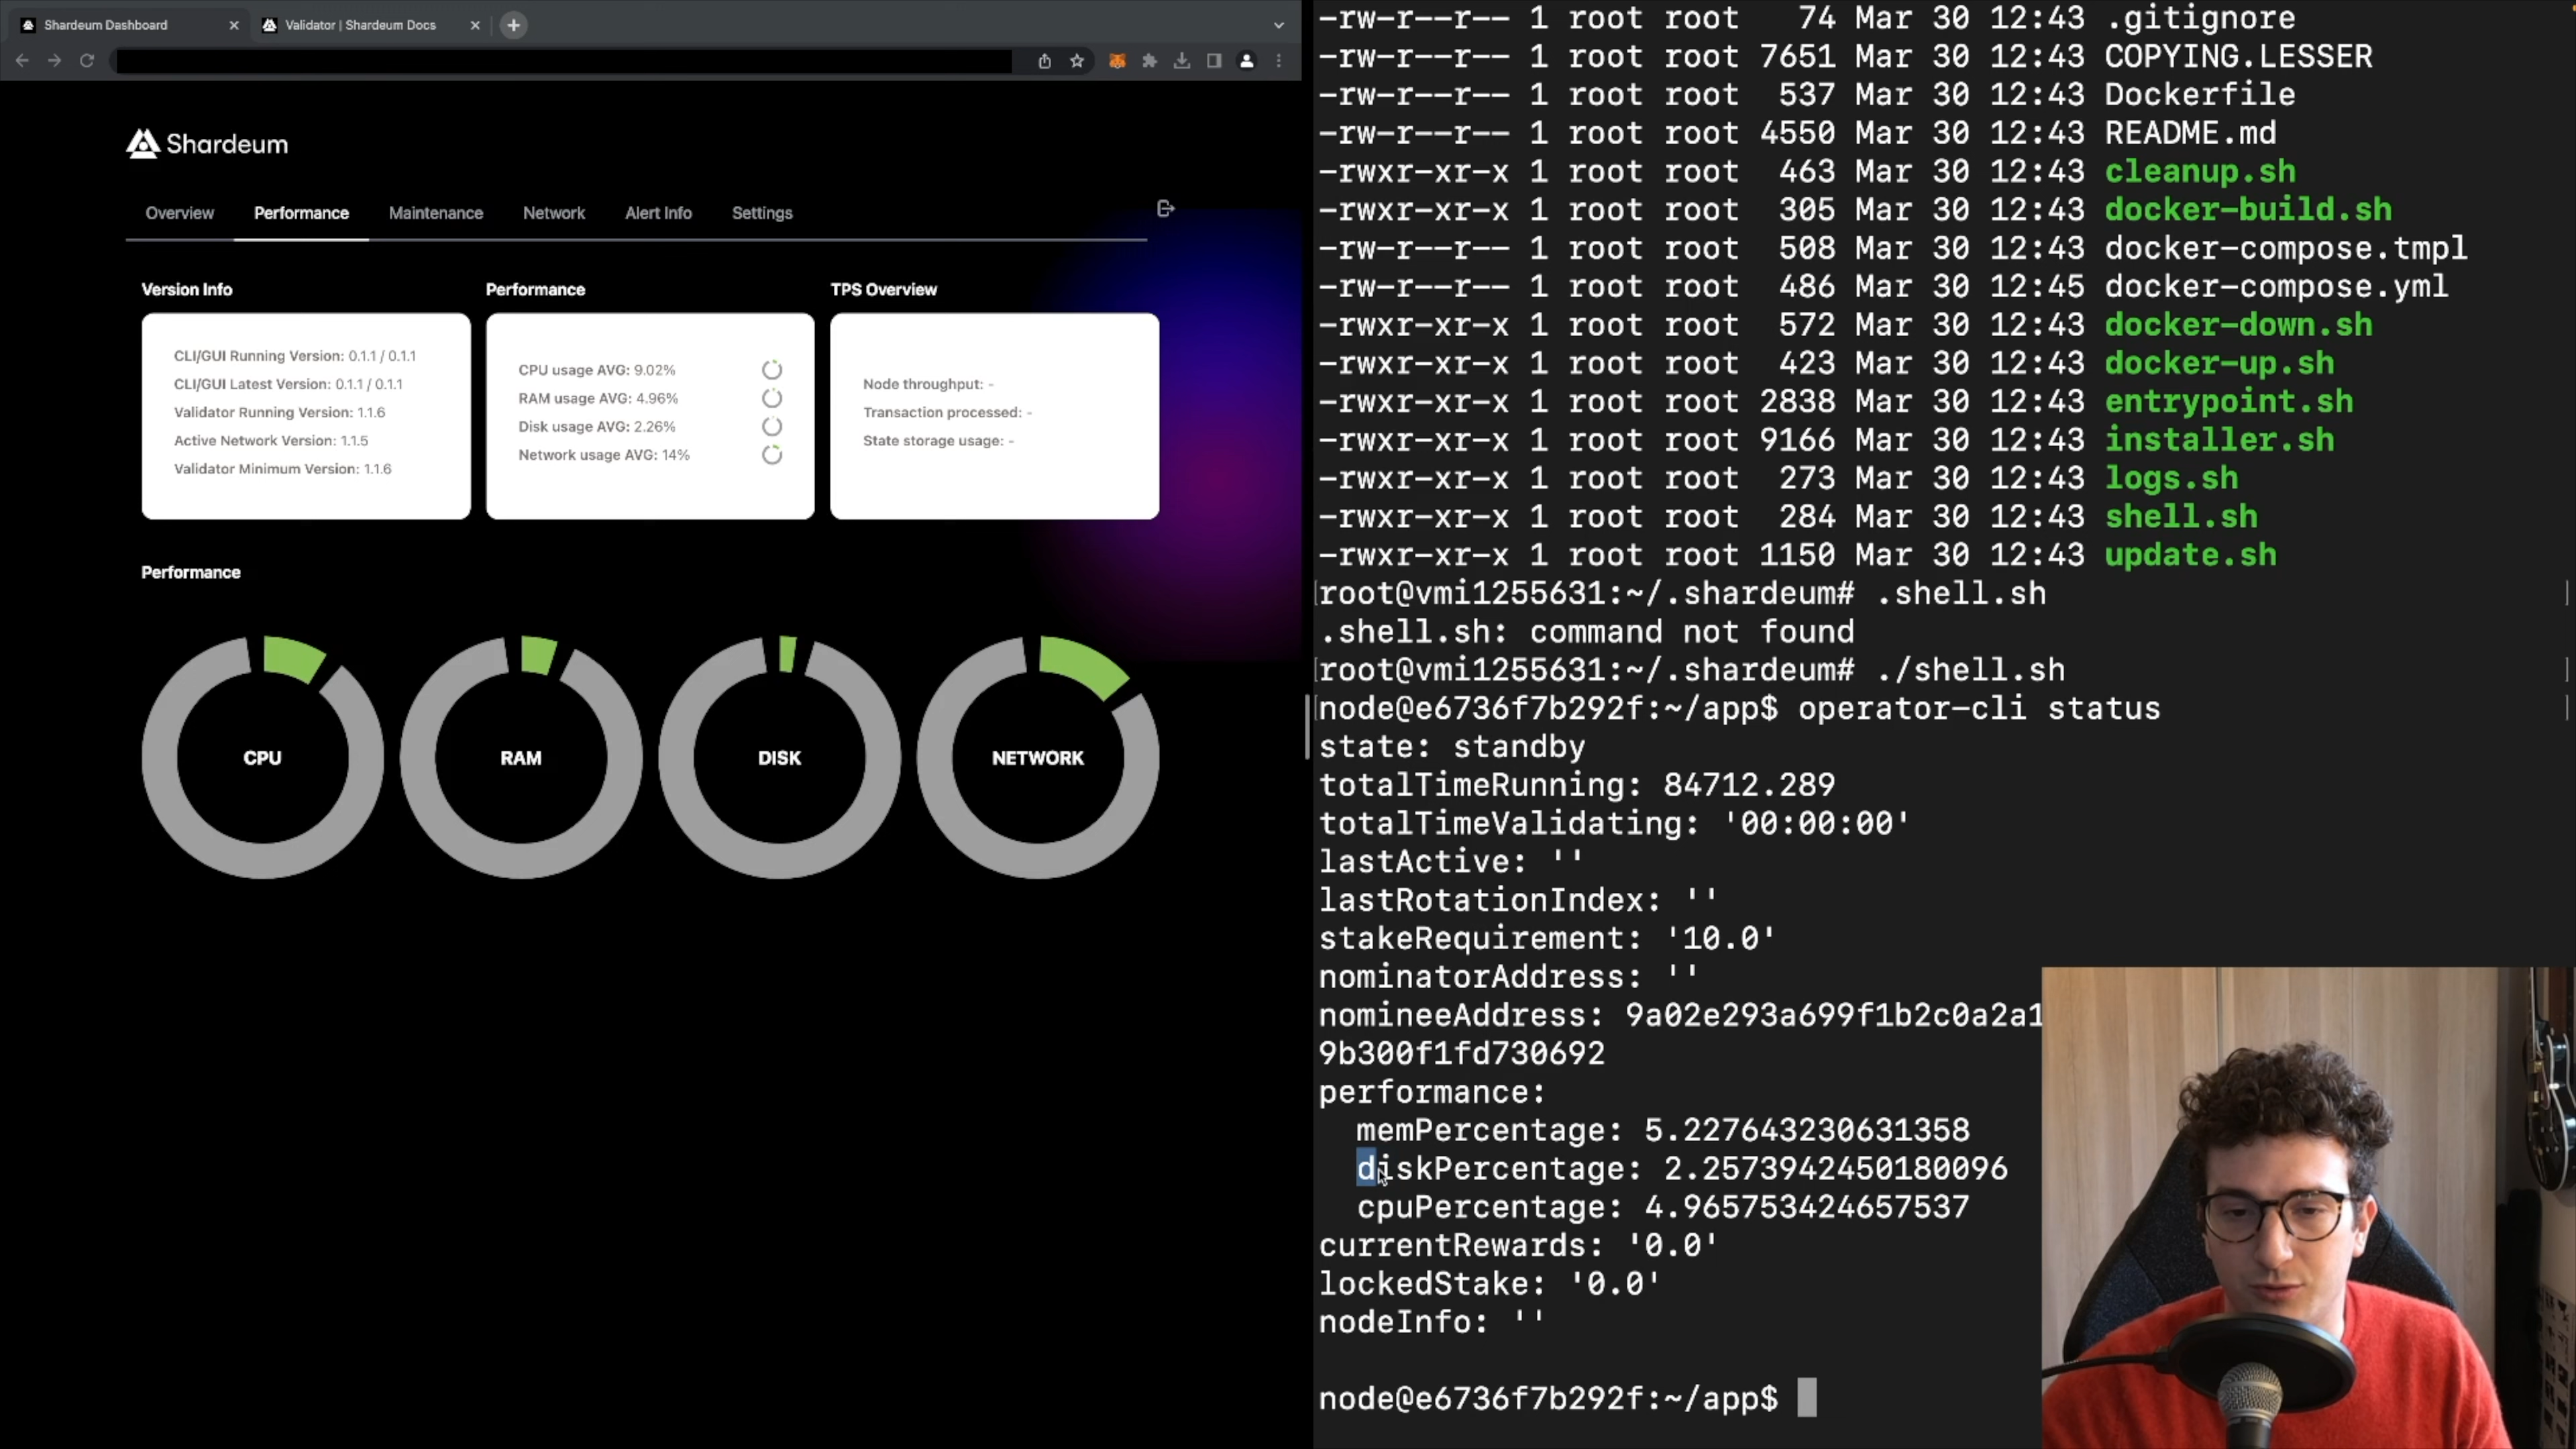 Shardeum Dashboard
Validator | Shardeum Docs
Shardeum
Overview Performance Maintenance Network Alert Info Settings
Version Info
CLI/GUI Running Version: 0.1.1 / 0.1.1
CLI/GUI Latest Version: 0.1.1 / 0.1.1
Validator Running Version: 1.1.6
Active Network Version: 1.1.5
Validator Minimum Version: 1.1.6
Performance
CPU usage AVG: 9.02%
RAM usage AVG: 4.96%
Disk usage AVG: 2.26%
Network usage AVG: 14%
TPS Overview
Node throughput: -
Transaction processed: -
State storage usage: -
Performance
CPU
RAM
DISK
NETWORK
-rw-r--r-- 1 root root 74 Mar 30 12:43 .gitignore
-rw-r--r-- 1 root root 7651 Mar 30 12:43 COPYING.LESSER
-rw-r--r-- 1 root root 537 Mar 30 12:43 Dockerfile
-rw-r--r-- 1 root root 4550 Mar 30 12:43 README.md
-rwxr-xr-x 1 root root 463 Mar 30 12:43 cleanup.sh
-rwxr-xr-x 1 root root 305 Mar 30 12:43 docker-build.sh
-rw-r--r-- 1 root root 508 Mar 30 12:43 docker-compose.tmpl
-rw-r--r-- 1 root root 486 Mar 30 12:45 docker-compose.yml
-rwxr-xr-x 1 root root 572 Mar 30 12:43 docker-down.sh
-rwxr-xr-x 1 root root 423 Mar 30 12:43 docker-up.sh
-rwxr-xr-x 1 root root 2838 Mar 30 12:43 entrypoint.sh
-rwxr-xr-x 1 root root 9166 Mar 30 12:43 installer.sh
-rwxr-xr-x 1 root root 273 Mar 30 12:43 logs.sh
-rwxr-xr-x 1 root root 284 Mar 30 12:43 shell.sh
-rwxr-xr-x 1 root root 1150 Mar 30 12:43 update.sh
[root@vmi1255631:~/.shardeum# .shell.sh ]
.shell.sh: command not found
[root@vmi1255631:~/.shardeum# ./shell.sh ]
[node@e6736f7b292f:~/app$ operator-cli status ]
state: standby
totalTimeRunning: 84712.289
totalTimeValidating: '00:00:00'
lastActive: ''
lastRotationIndex: ''
stakeRequirement: '10.0'
nominatorAddress: ''
nomineeAddress: 9a02e293a699f1b2c0a2a1
9b300f1fd730692
performance:
memPercentage: 5.227643230631358
diskPercentage: 2.2573942450180096
cpuPercentage: 4.965753424657537
currentRewards: '0.0'
lockedStake: '0.0'
nodeInfo: ''
node@e6736f7b292f:~/app$